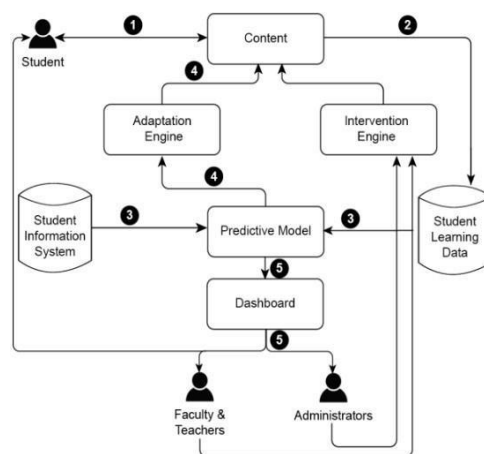 1
2
Content
Student
4
Adaptation
Engine
Intervention
Engine
4
3
3
Student
Information
System
Predictive Model
Student
Learning
Data
5
Dashboard
5
Faculty &
Teachers
Administrators